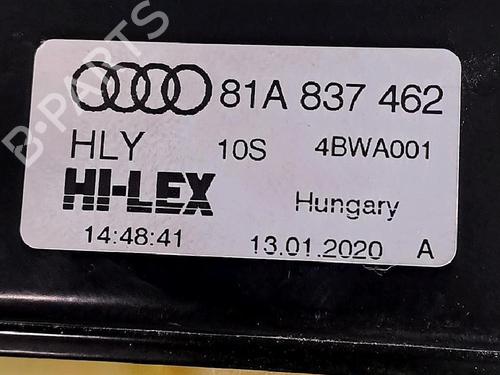 81A 837 462
HLY 10S 4BWA001
HI-LEX Hungary
14:48:41 13.01.2020 A
B-PARTS